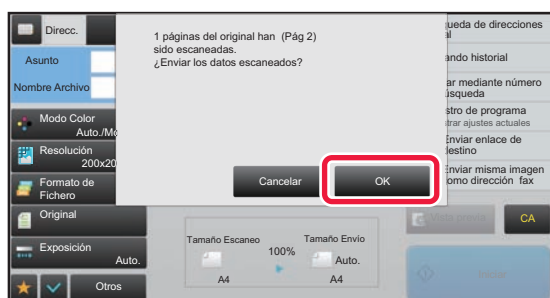 Direcc.
Asunto
Nombre Archivo
Modo Color
Auto./Mo
Resolución
200x20
Formato de
Fichero
Original
Exposición
Auto.
Otros
1 páginas del original han (Pág 2)
sido escaneadas.
¿Enviar los datos escaneados?
Cancelar
OK
Tamaño Escaneo
100%
Tamaño Envío
Auto.
A4
A4
queda de direcciones
al
ando historial
ar mediante número
úsqueda
stro de programa
trar ajustes actuales
Enviar enlace de
destino
Enviar misma imagen
como dirección fax
CA